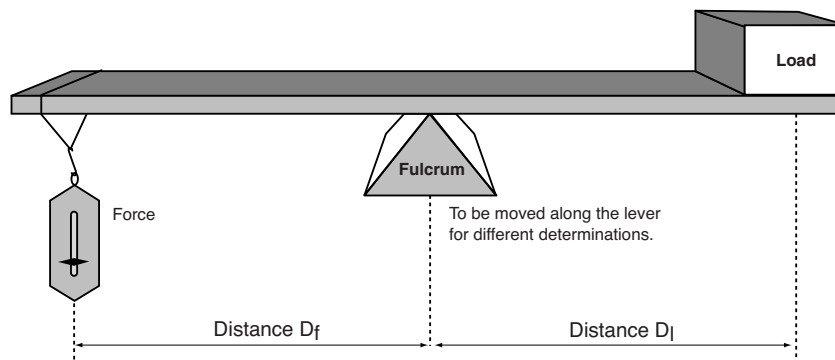 Load
Fulcrum
Force
To be moved along the lever
for different determinations.
Distance Df
Distance Dl